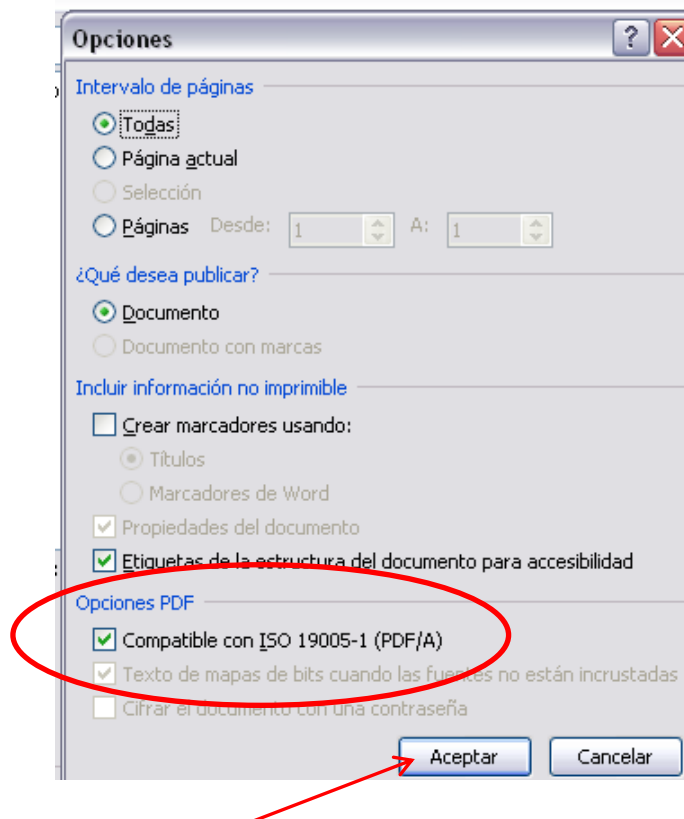 Opciones
Intervalo de páginas
Todas
Página actual
Selección
Páginas Desde: 1 A: 1
¿Qué desea publicar?
Documento
Documento con marcas
Incluir información no imprimible
Crear marcadores usando:
Títulos
Marcadores de Word
Propiedades del documento
Etiquetas de la estructura del documento para accesibilidad
Opciones PDF
Compatible con ISO 19005-1 (PDF/A)
Texto de mapas de bits cuando las fuentes no están incrustadas
Cifrar el documento con una contraseña
Aceptar Cancelar